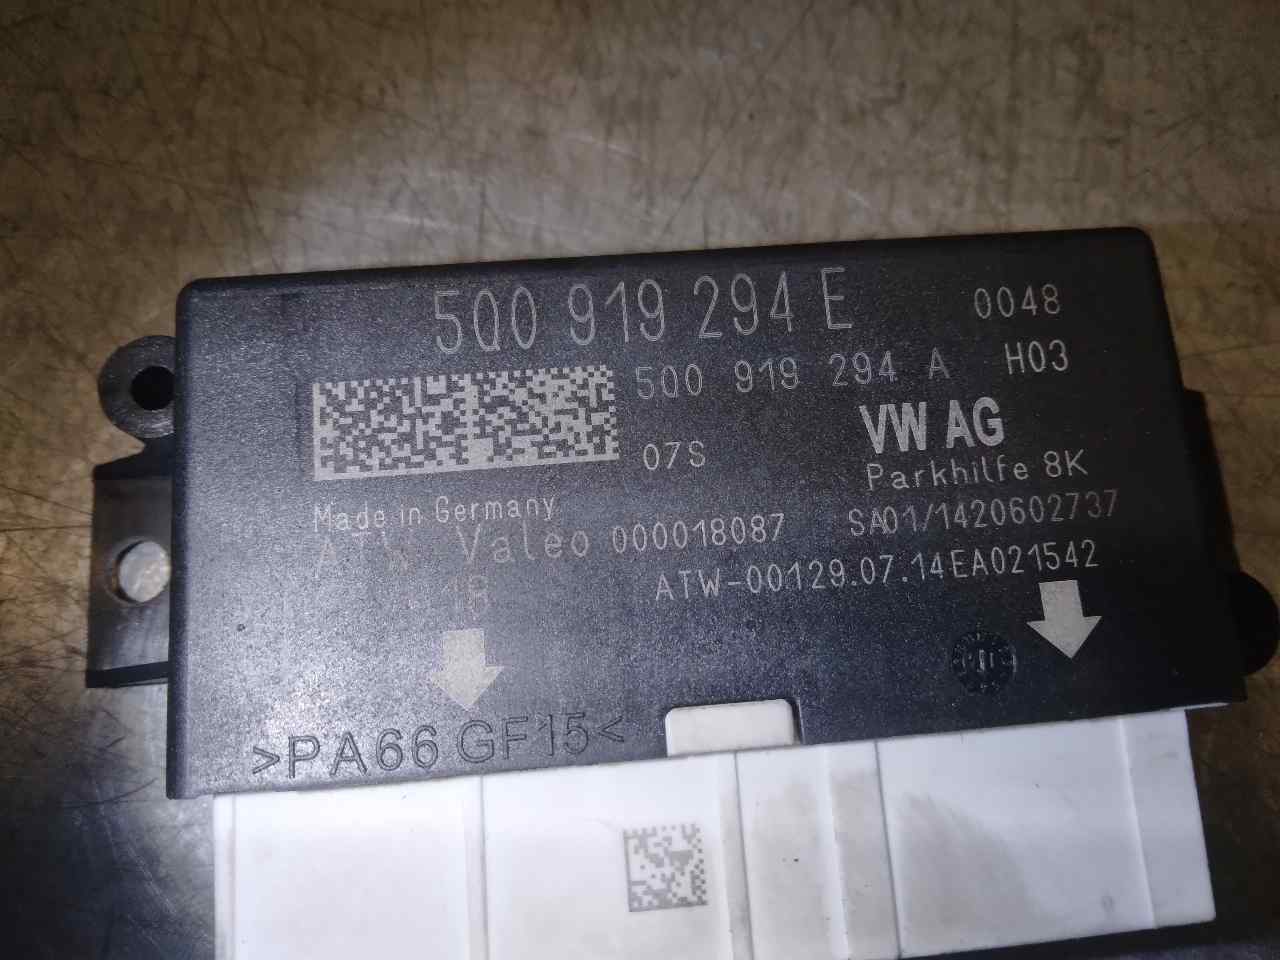 5Q0 919 294 E 0048
5Q0 919 294 A H03
VW AG
07S
Parkhilfe 8K
Made in Germany
ATW Valeo 000018087 SA01/1420602737
ATW-00129.07.14EA021542
>PA66 GF15<